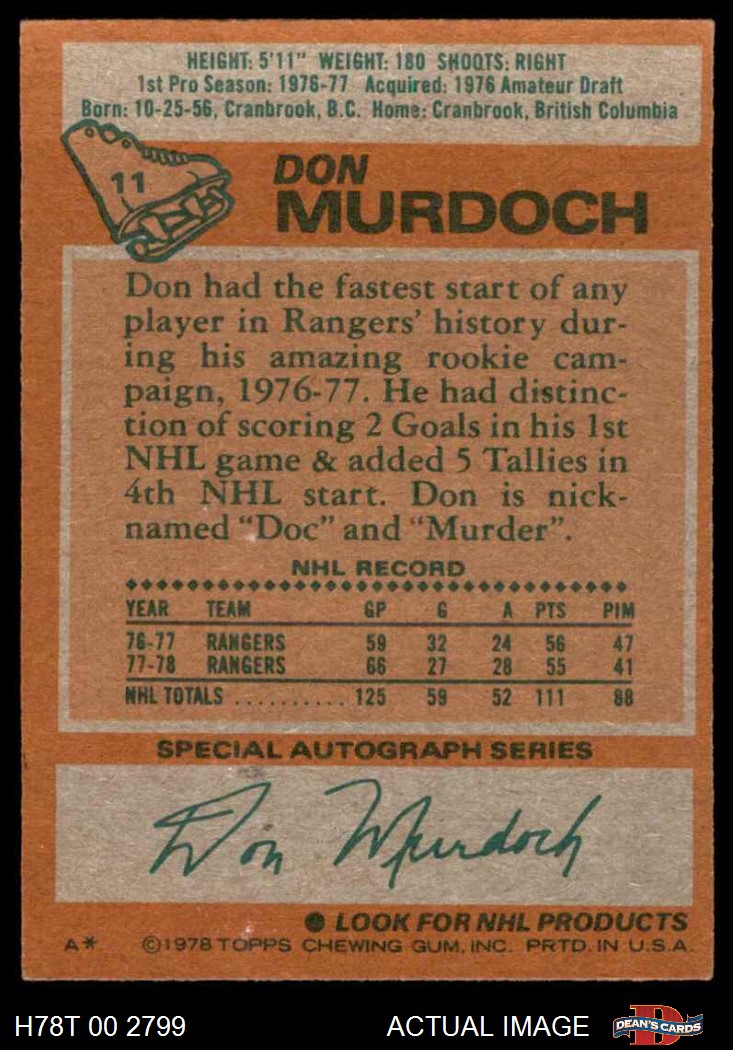 HEIGHT: 5'11" WEIGHT: 180 SHOOTS: RIGHT
1st Pro Season: 1976-77 Acquired: 1976 Amateur Draft
Born: 10-25-56, Cranbrook, B.C. Home: Cranbrook, British Columbia
11
DON
MURDOCH
Don had the fastest start of any
player in Rangers' history dur-
ing his amazing rookie cam-
paign, 1976-77. He had distinc-
tion of scoring 2 Goals in his 1st
NHL game & added 5 Tallies in
4th NHL start. Don is nick-
named "Doc" and "Murder".
NHL RECORD
YEAR TEAM GP G A PTS PIM
76-77 RANGERS 59 32 24 56 47
77-78 RANGERS 66 27 28 55 41
NHL TOTALS .......... 125 59 52 111 88
SPECIAL AUTOGRAPH SERIES
Don Murdoch
● LOOK FOR NHL PRODUCTS
A* ©1978 TOPPS CHEWING GUM, INC. PRTD. IN U.S.A.
H78T 00 2799 ACTUAL IMAGE D DEAN'S CARDS